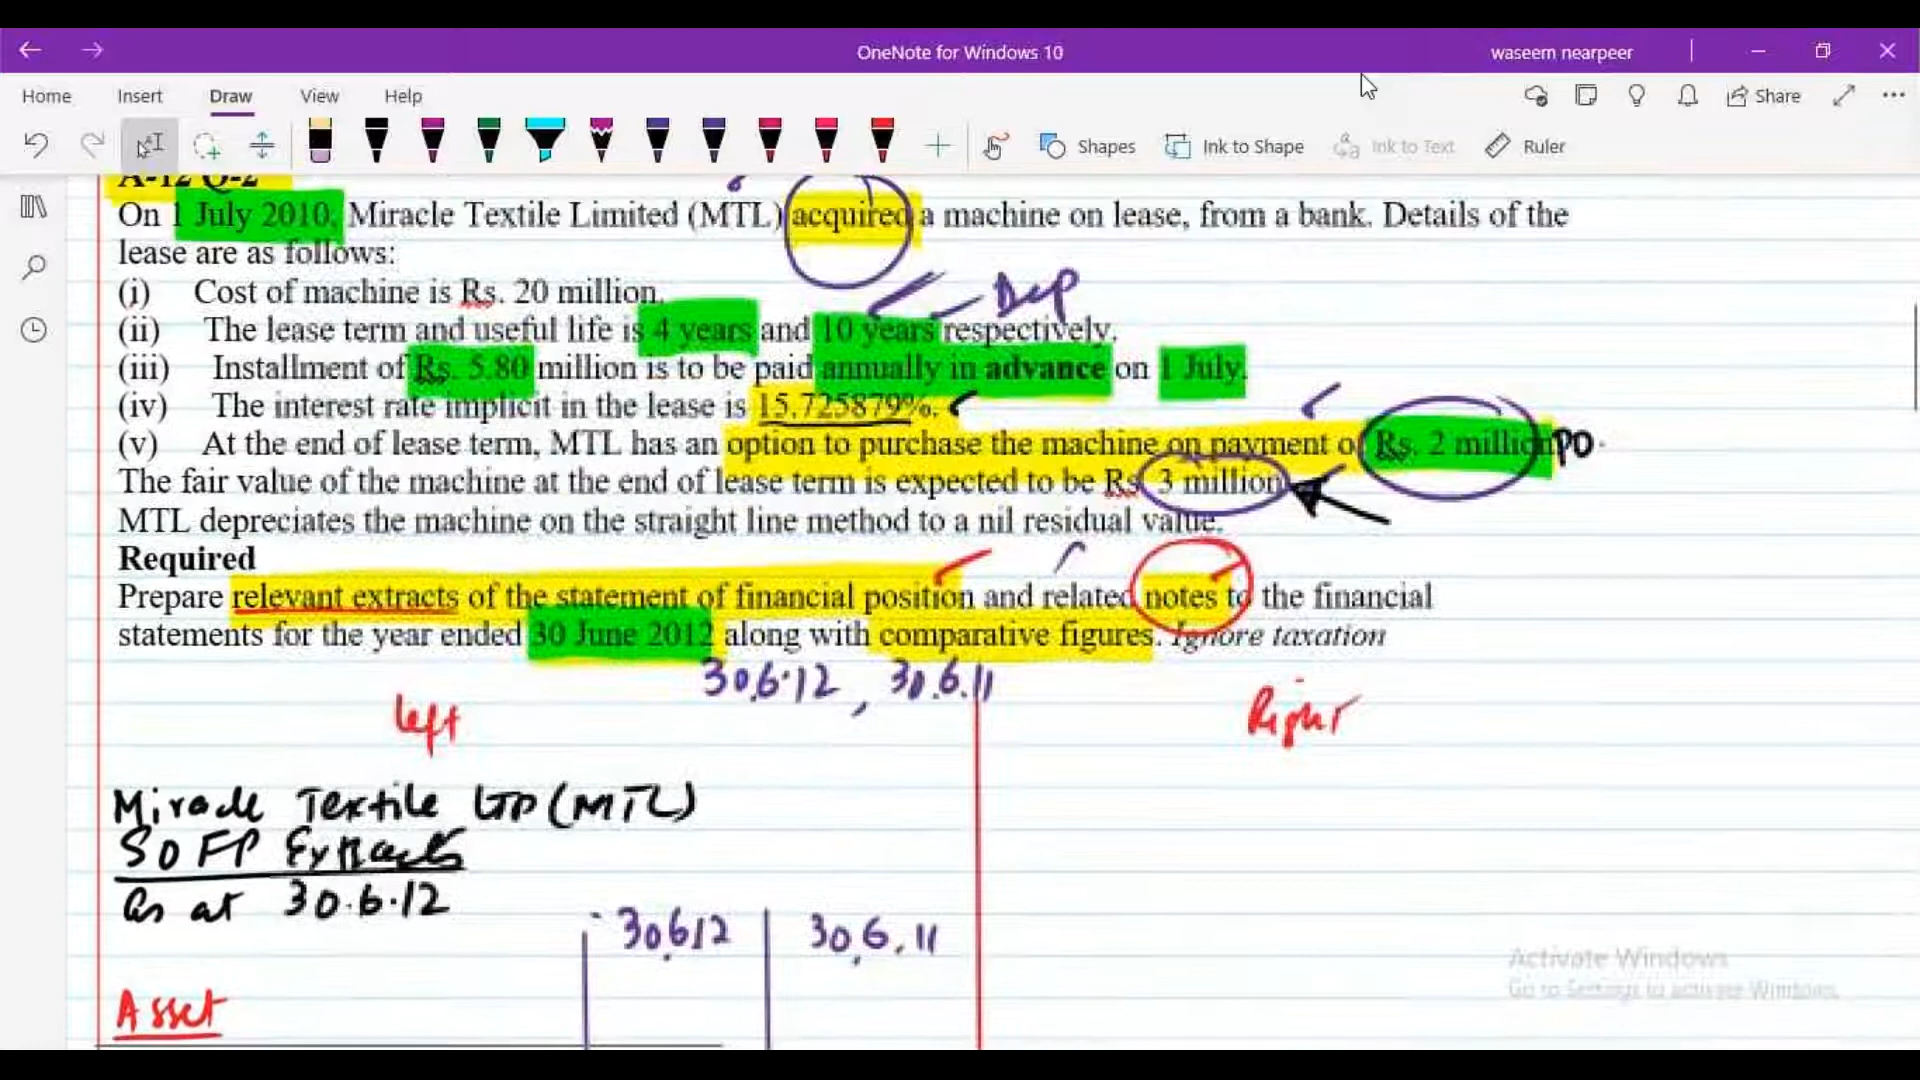 OneNote for Windows 10
waseem nearpeer
Home Insert Draw View Help
Share
Shapes Ink to Shape Ink to Text Ruler
A-12 Q-2
On 1 July 2010, Miracle Textile Limited (MTL) acquired a machine on lease, from a bank. Details of the
lease are as follows:
Dep
(i) Cost of machine is Rs. 20 million.
(ii) The lease term and useful life is 4 years and 10 years respectively.
(iii) Installment of Rs. 5.80 million is to be paid annually in advance on 1 July.
(iv) The interest rate implicit in the lease is 15.725879%.
(v) At the end of lease term, MTL has an option to purchase the machine on payment of Rs. 2 million PO.
The fair value of the machine at the end of lease term is expected to be Rs 3 million
MTL depreciates the machine on the straight line method to a nil residual value.
Required
Prepare relevant extracts of the statement of financial position and related notes to the financial
statements for the year ended 30 June 2012 along with comparative figures. Ignore taxation
30.6.12, 30.6.11
Left Right
Miracle Textile LTD (MTL)
SOFP Extracts
as at 30.6.12
30.6.12 30.6.11
Asset
Activate Windows
Go to Settings to activate Windows.